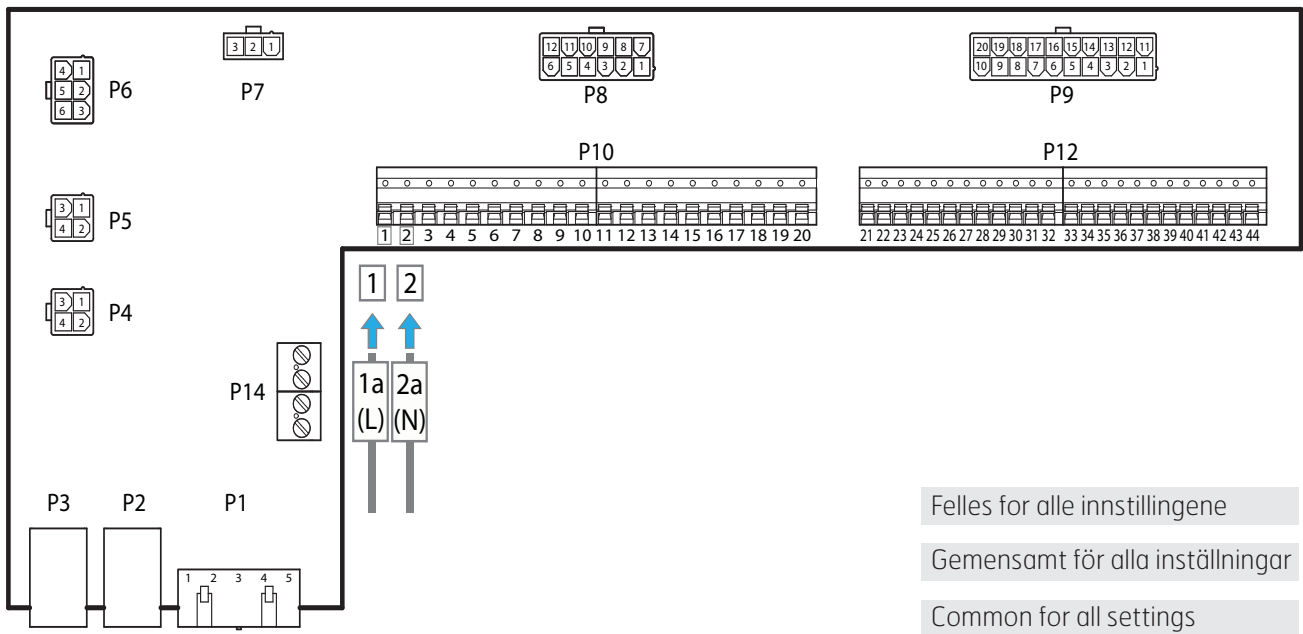 3 2 1
P7
12 11 10 9 8 7
6 5 4 3 2 1
P8
20 19 18 17 16 15 14 13 12 11
10 9 8 7 6 5 4 3 2 1
P9
4 1
5 2
6 3
P6
P10
P12
3 1
4 2
P5
1 2 3 4 5 6 7 8 9 10 11 12 13 14 15 16 17 18 19 20
21 22 23 24 25 26 27 28 29 30 31 32 33 34 35 36 37 38 39 40 41 42 43 44
3 1
4 2
P4
1 2
P14
1a 2a
(L) (N)
P3 P2 P1
1 2 3 4 5
Felles for alle innstillingene
Gemensamt för alla inställningar
Common for all settings